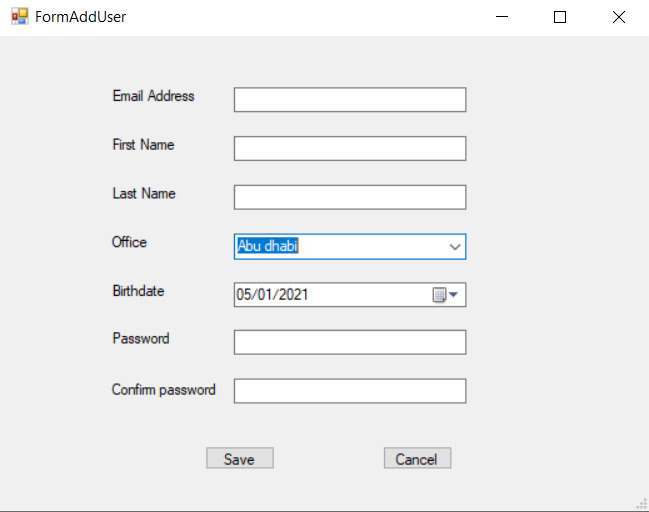 FormAddUser
Email Address
First Name
Last Name
Office
Abu dhabi
Birthdate
05/01/2021
Password
Confirm password
Save
Cancel